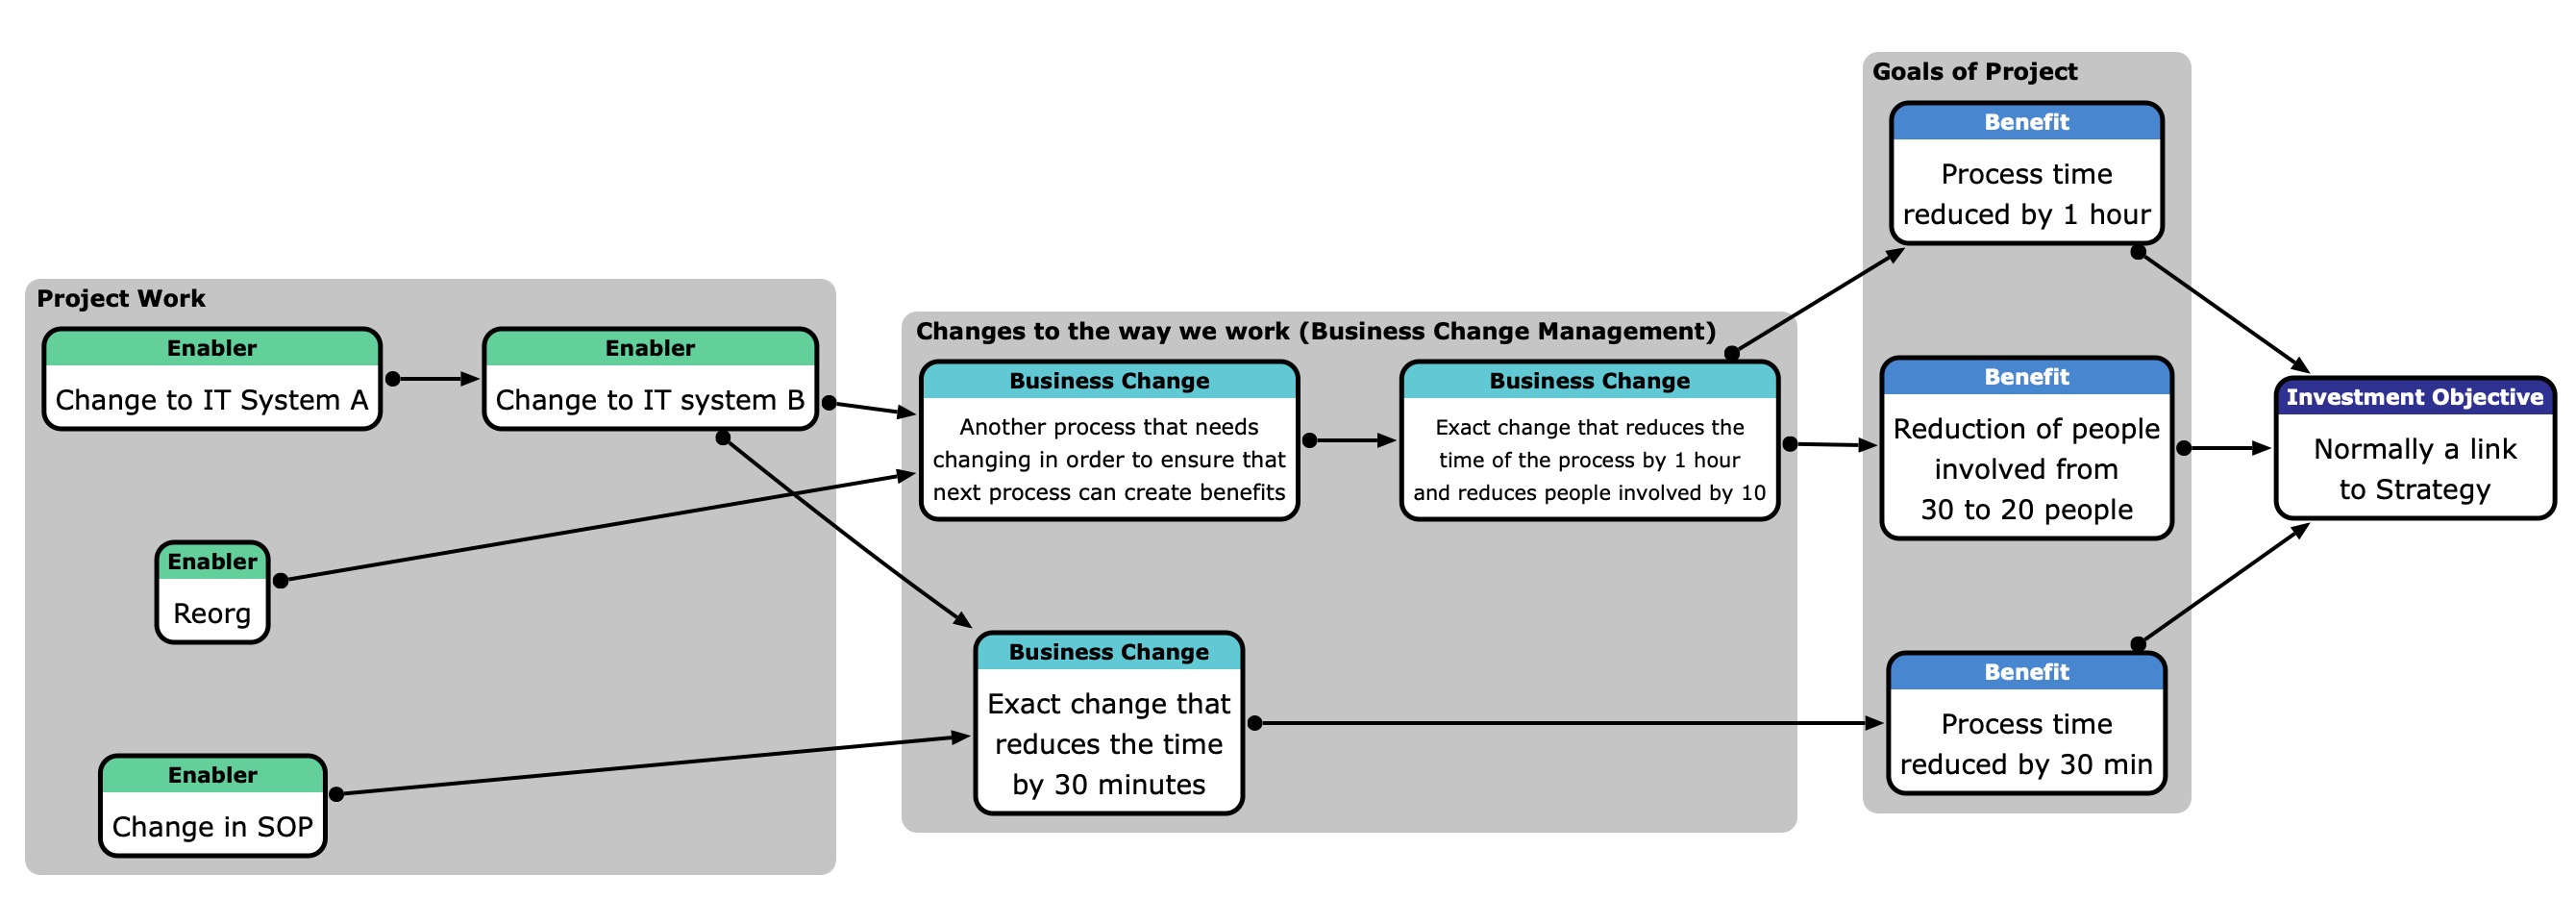 Goals of Project
Benefit
Process time
reduced by 1 hour
Project Work
Enabler
Change to IT System A
Enabler
Change to IT system B
Changes to the way we work (Business Change Management)
Business Change
Another process that needs
changing in order to ensure that
next process can create benefits
Business Change
Exact change that reduces the
time of the process by 1 hour
and reduces people involved by 10
Benefit
Reduction of people
involved from
30 to 20 people
Investment Objective
Normally a link
to Strategy
Enabler
Reorg
Business Change
Exact change that
reduces the time
by 30 minutes
Benefit
Process time
reduced by 30 min
Enabler
Change in SOP